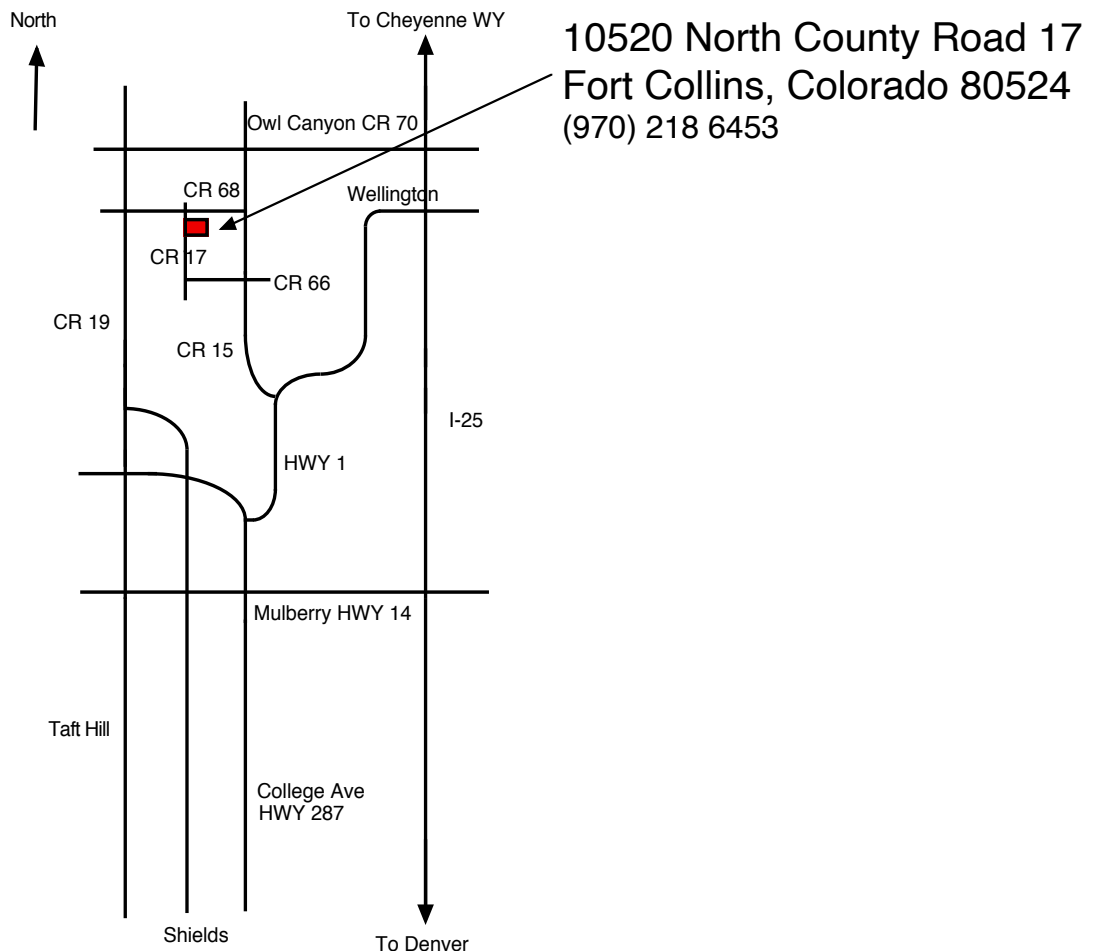 North
To Cheyenne WY
10520 North County Road 17
Fort Collins, Colorado 80524
(970) 218 6453
Owl Canyon CR 70
CR 68
Wellington
CR 17
CR 66
CR 19
CR 15
I-25
HWY 1
Mulberry HWY 14
Taft Hill
College Ave
HWY 287
Shields
To Denver